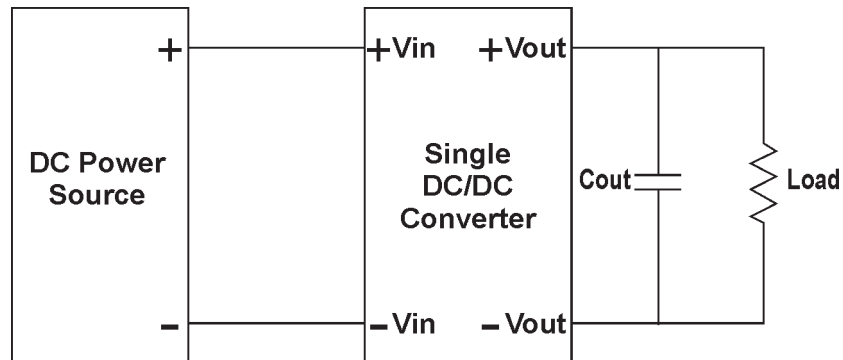 + +Vin +Vout
DC Power
Source
Single
DC/DC
Converter
Cout
Load
- -Vin -Vout